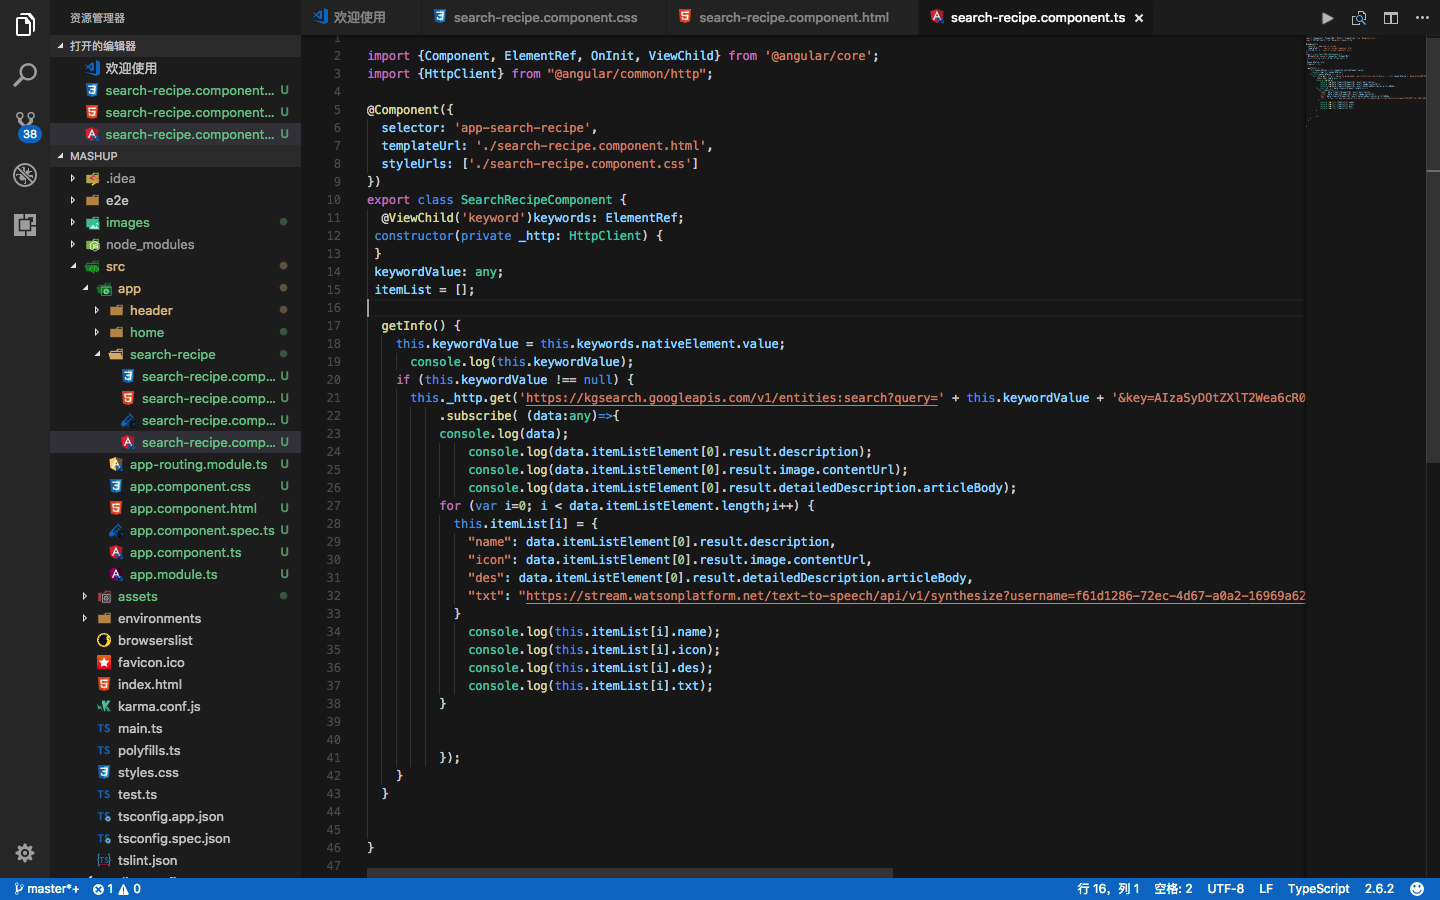 资源管理器
打开的编辑器
欢迎使用
search-recipe.component... U
search-recipe.component... U
search-recipe.component... U
38
MASHUP
.idea
e2e
images
node_modules
src
app
header
home
search-recipe
search-recipe.comp... U
search-recipe.comp... U
search-recipe.comp... U
search-recipe.comp... U
app-routing.module.ts U
app.component.css U
app.component.html U
app.component.spec.ts U
app.component.ts U
app.module.ts U
assets
environments
browserslist
favicon.ico
index.html
karma.conf.js
TS main.ts
TS polyfills.ts
styles.css
TS test.ts
TS tsconfig.app.json
TS tsconfig.spec.json
TS tslint.json
欢迎使用 search-recipe.component.css search-recipe.component.html search-recipe.component.ts ×
1
2 import {Component, ElementRef, OnInit, ViewChild} from '@angular/core';
3 import {HttpClient} from "@angular/common/http";
4
5 @Component({
6 selector: 'app-search-recipe',
7 templateUrl: './search-recipe.component.html',
8 styleUrls: ['./search-recipe.component.css']
9 })
10 export class SearchRecipeComponent {
11 @ViewChild('keyword')keywords: ElementRef;
12 constructor(private _http: HttpClient) {
13 }
14 keywordValue: any;
15 itemList = [];
16
17 getInfo() {
18 this.keywordValue = this.keywords.nativeElement.value;
19 console.log(this.keywordValue);
20 if (this.keywordValue !== null) {
21 this._http.get('https://kgsearch.googleapis.com/v1/entities:search?query=' + this.keywordValue + '&key=AIzaSyDOtZXlT2Wea6cR0
22 .subscribe( (data:any)=>{
23 console.log(data);
24 console.log(data.itemListElement[0].result.description);
25 console.log(data.itemListElement[0].result.image.contentUrl);
26 console.log(data.itemListElement[0].result.detailedDescription.articleBody);
27 for (var i=0; i < data.itemListElement.length;i++) {
28 this.itemList[i] = {
29 "name": data.itemListElement[0].result.description,
30 "icon": data.itemListElement[0].result.image.contentUrl,
31 "des": data.itemListElement[0].result.detailedDescription.articleBody,
32 "txt": "https://stream.watsonplatform.net/text-to-speech/api/v1/synthesize?username=f61d1286-72ec-4d67-a0a2-16969a62
33 }
34 console.log(this.itemList[i].name);
35 console.log(this.itemList[i].icon);
36 console.log(this.itemList[i].des);
37 console.log(this.itemList[i].txt);
38 }
39
40
41 });
42 }
43 }
44
45
46 }
47
master*+ 1 0 行 16，列 1 空格: 2 UTF-8 LF TypeScript 2.6.2